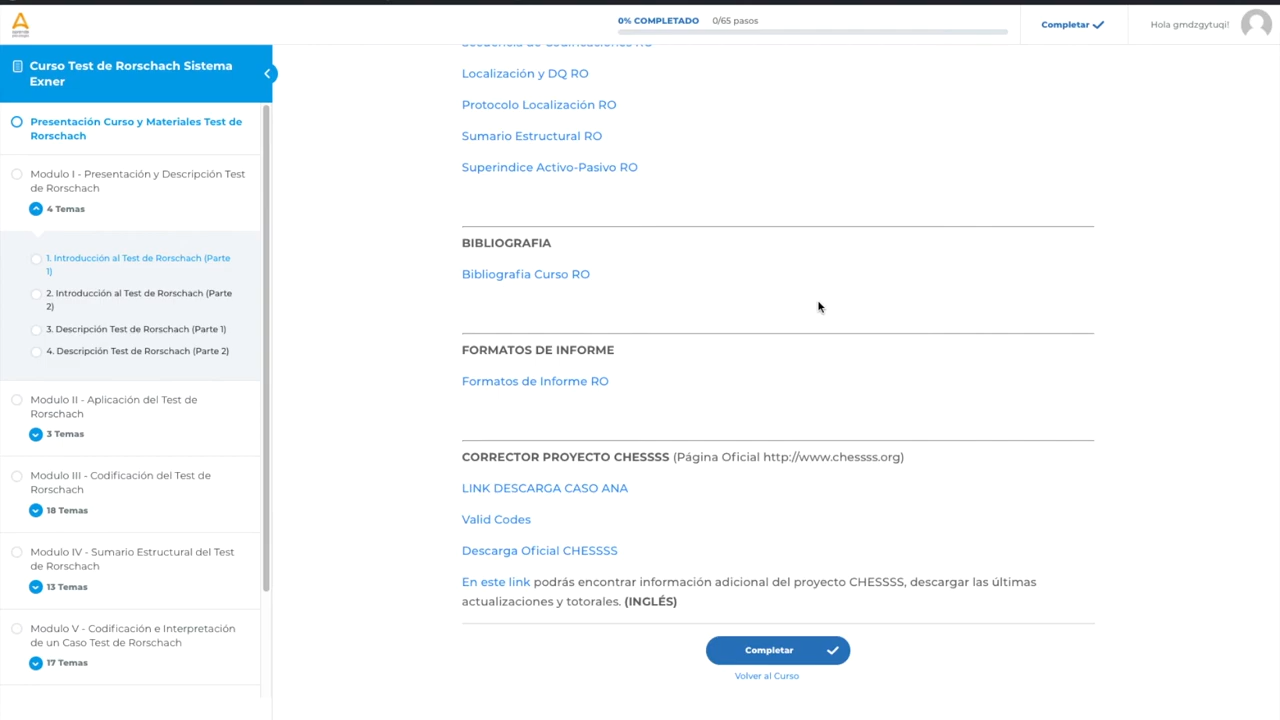 0% COMPLETADO 0/65 pasos
Completar
Hola gmdzgytuqi!
Curso Test de Rorschach Sistema
Exner
Presentación Curso y Materiales Test de
Rorschach
Modulo I - Presentación y Descripción Test
de Rorschach
4 Temas
1. Introducción al Test de Rorschach (Parte
1)
2. Introducción al Test de Rorschach (Parte
2)
3. Descripción Test de Rorschach (Parte 1)
4. Descripción Test de Rorschach (Parte 2)
Modulo II - Aplicación del Test de
Rorschach
3 Temas
Modulo III - Codificación del Test de
Rorschach
18 Temas
Modulo IV - Sumario Estructural del Test
de Rorschach
13 Temas
Modulo V - Codificación e Interpretación
de un Caso Test de Rorschach
17 Temas
Secuencia de Codificaciones RO
Localización y DQ RO
Protocolo Localización RO
Sumario Estructural RO
Superindice Activo-Pasivo RO
BIBLIOGRAFIA
Bibliografia Curso RO
FORMATOS DE INFORME
Formatos de Informe RO
CORRECTOR PROYECTO CHESSSS (Página Oficial http://www.chessss.org)
LINK DESCARGA CASO ANA
Valid Codes
Descarga Oficial CHESSSS
En este link podrás encontrar información adicional del proyecto CHESSSS, descargar las últimas
actualizaciones y totorales. (INGLÉS)
Completar
Volver al Curso